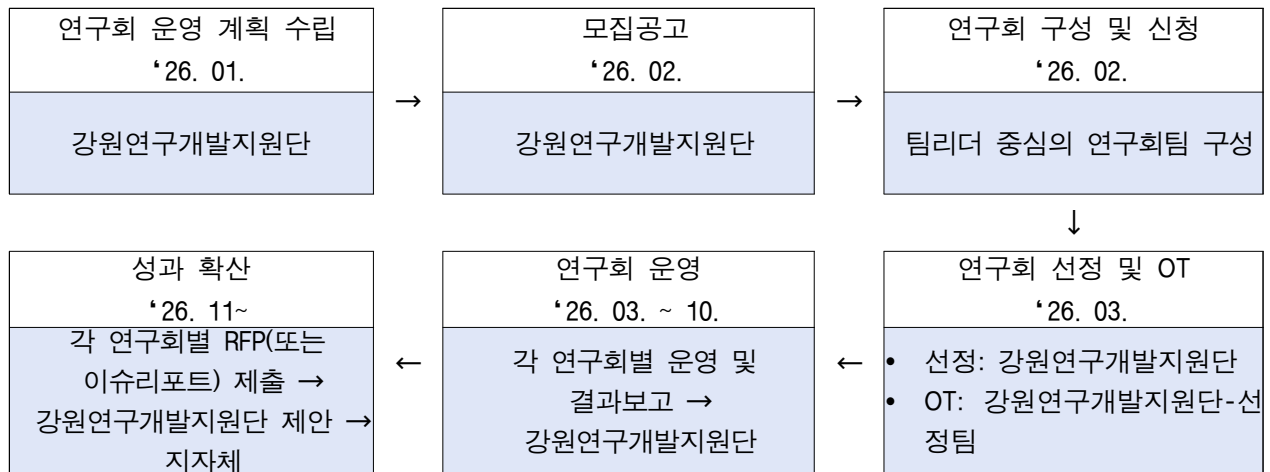 연구회 운영 계획 수립
‘26. 01.
강원연구개발지원단
→
모집공고
‘26. 02.
강원연구개발지원단
→
연구회 구성 및 신청
‘26. 02.
팀리더 중심의 연구회팀 구성
↓
연구회 선정 및 OT
‘26. 03.
• 선정: 강원연구개발지원단
• OT: 강원연구개발지원단-선
정팀
←
연구회 운영
‘26. 03. ~ 10.
각 연구회별 운영 및
결과보고 →
강원연구개발지원단
←
성과 확산
‘26. 11~
각 연구회별 RFP(또는
이슈리포트) 제출 →
강원연구개발지원단 제안 →
지자체